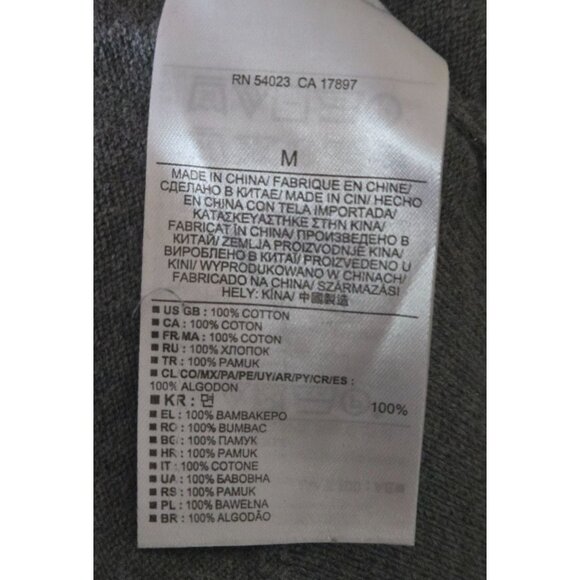 RN 54023 CA 17897
M
MADE IN CHINA/ FABRIQUE EN CHINE/
СДЕЛАНО В КИТАЕ/ MADE IN CIN/ HECHO
EN CHINA CON TELA IMPORTADA/
ΚΑΤΑΣΚΕΥΑΣΤΗΚΕ ΣΤΗΝ ΚΙΝΑ/
FABRICAT ÎN CHINA/ ПРОИЗВЕДЕНО В
КИТАЙ/ ZEMLJA PROIZVODNJE KINA/
ВИРОБЛЕНО В КИТАЇ/ PROIZVEDENO U
KINI/ WYPRODUKOWANO W CHINACH/
FABRICADO NA CHINA/ SZÁRMAZÁSI
HELY: KÍNA/ 中國製造
■ US GB : 100% COTTON
■ CA : 100% COTON
■ FR.MA : 100% COTON
■ RU : 100% ХЛОПОК
■ TR : 100% PAMUK
■ CL CO/MX/PA/PE/UY/AR/PY/CR/ES :
100% ALGODON
■ KR : 면 100%
■ EL : 100% ΒΑΜΒΑΚΕΡΟ
■ RO : 100% BUMBAC
■ BG : 100% ПАМУК
■ HR : 100% PAMUK
■ IT : 100% COTONE
■ UA : 100% БАВОВНА
■ RS : 100% PAMUK
■ PL : 100% BAWEŁNA
■ BR : 100% ALGODÃO